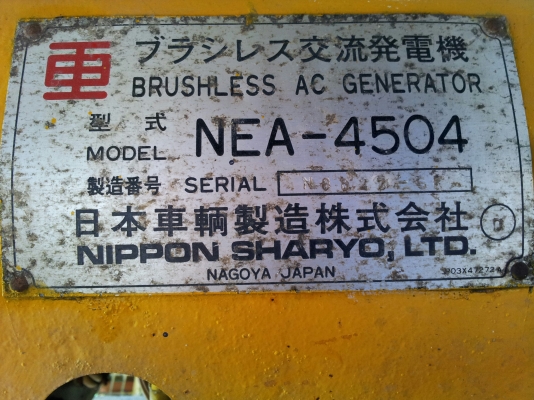 ブラシレス交流発電機
BRUSHLESS AC GENERATOR
型式
MODEL NEA-4504
製造番号 SERIAL
日本車輌製造株式会社
NIPPON SHARYO, LTD.
NAGOYA JAPAN